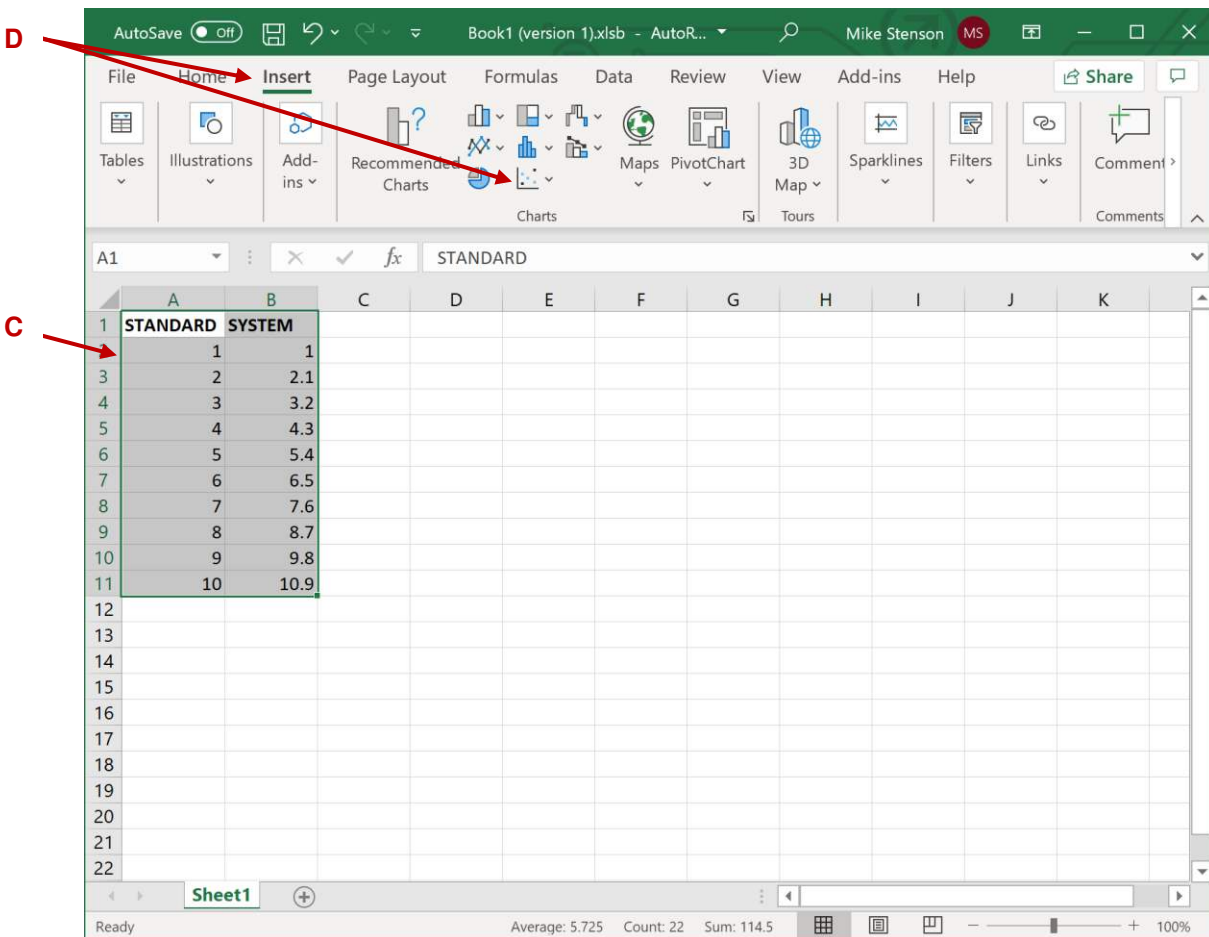 D
C
AutoSave Off Book1 (version 1).xlsb - AutoR... Mike Stenson MS
File Home Insert Page Layout Formulas Data Review View Add-ins Help Share
Tables Illustrations Add-ins Recommended Charts Maps PivotChart 3D Map Sparklines Filters Links Comment
Charts Tours Comments
A1 fx STANDARD
A B C D E F G H I J K
1 STANDARD SYSTEM
2 1 1
3 2 2.1
4 3 3.2
5 4 4.3
6 5 5.4
7 6 6.5
8 7 7.6
9 8 8.7
10 9 9.8
11 10 10.9
12
13
14
15
16
17
18
19
20
21
22
Sheet1
Ready Average: 5.725 Count: 22 Sum: 114.5 100%